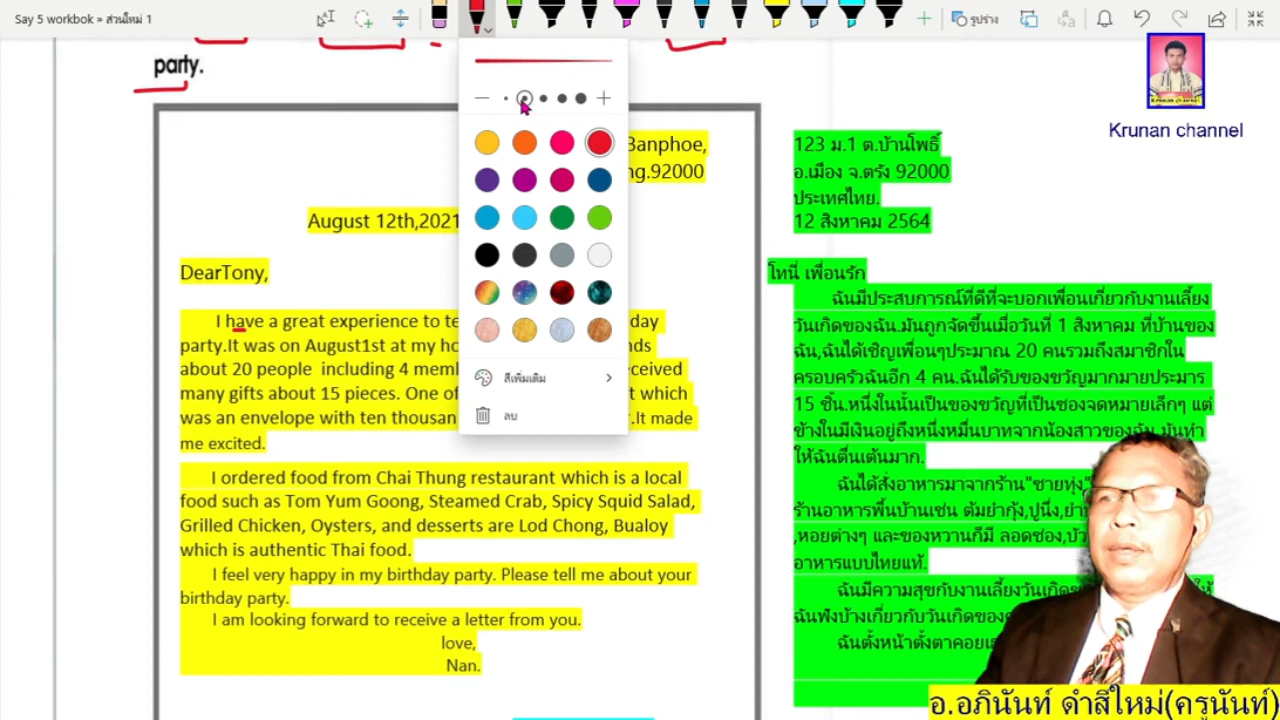 Say 5 workbok » ส่วนใหม่ 1
รูปร่าง
party.
Krunan channel
Banphoe,
ng.92000
August 12th,2021
DearTony,
I have a great experience to te
day
party.It was on August1st at my ho
nds
about 20 people including 4 meml
eceived
many gifts about 15 pieces. One of
t which
was an envelope with ten thousan
r.It made
me excited.
I ordered food from Chai Thung restaurant which is a local
food such as Tom Yum Goong, Steamed Crab, Spicy Squid Salad,
Grilled Chicken, Oysters, and desserts are Lod Chong, Bualoy
which is authentic Thai food.
I feel very happy in my birthday party. Please tell me about your
birthday party.
I am looking forward to receive a letter from you.
love,
Nan.
สีเพิ่มเติม
ลบ
123 ม.1 ต.บ้านโพธิ์
อ.เมือง จ.ตรัง 92000
ประเทศไทย.
12 สิงหาคม 2564
โทนี่ เพื่อนรัก
ฉันมีประสบการณ์ที่ดีที่จะบอกเพื่อนเกี่ยวกับงานเลี้ยง
วันเกิดของฉัน.มันถูกจัดขึ้นเมื่อวันที่ 1 สิงหาคม ที่บ้านของ
ฉัน,ฉันได้เชิญเพื่อนๆประมาณ 20 คนรวมถึงสมาชิกใน
ครอบครัวฉันอีก 4 คน.ฉันได้รับของขวัญมากมายประมาร
15 ชิ้น.หนึ่งในนั้นเป็นของขวัญที่เป็นซองจดหมายเล็กๆ แต่
ข้างในมีเงินอยู่ถึงหนึ่งหมื่นบาทจากน้องสาวของฉัน.มันทำ
ให้ฉันตื่นเต้นมาก.
ฉันได้สั่งอาหารมาจากร้าน"ชายทุ่ง"
ร้านอาหารพื้นบ้านเช่น ต้มยำกุ้ง,ปูนึ่ง,ยำ
,หอยต่างๆ และของหวานก็มี ลอดช่อง,บัว
อาหารแบบไทยแท้.
ฉันมีความสุขกับงานเลี้ยงวันเกิด
ให้
ฉันฟังบ้างเกี่ยวกับวันเกิดของ
ฉันตั้งหน้าตั้งตาคอย
อ.อภินันท์ ดำสีใหม่(ครูนันท์)